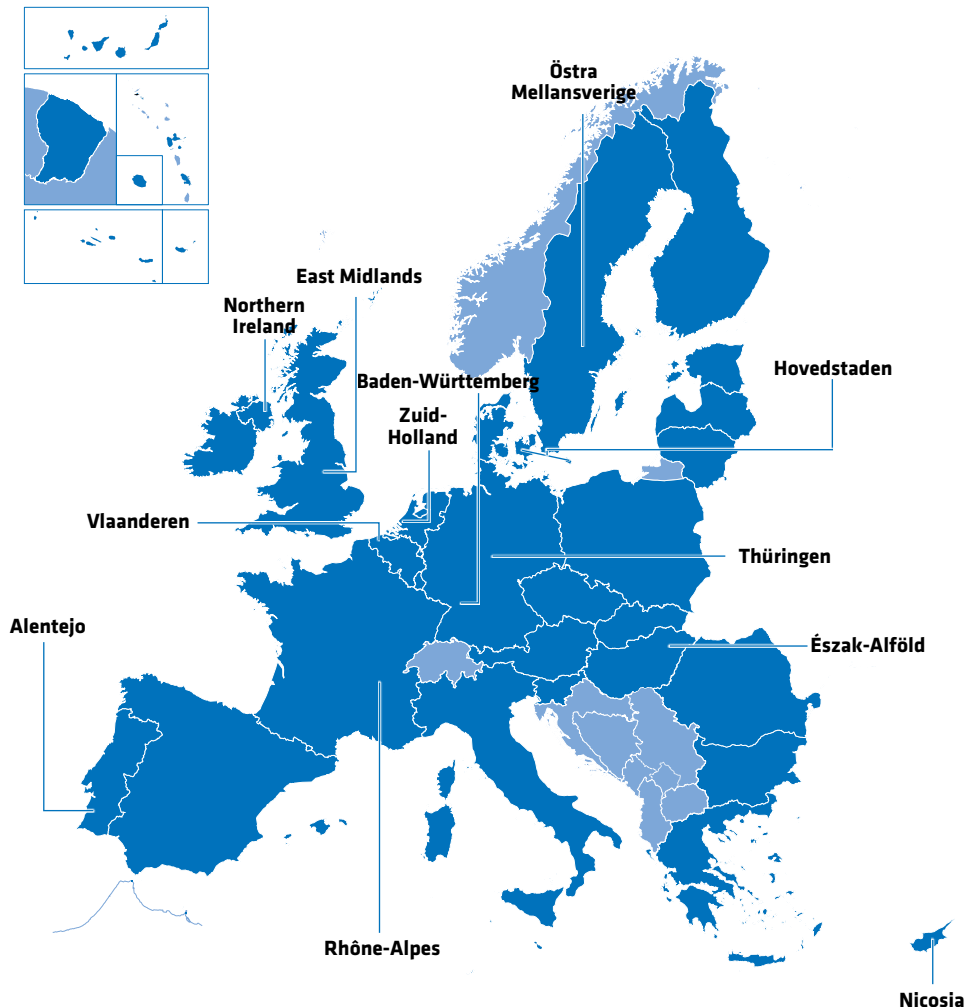 Östra
Mellansverige
East Midlands
Northern
Ireland
Hovedstaden
Baden-Württemberg
Zuid-
Holland
Vlaanderen
Thüringen
Alentejo
Észak-Alföld
Rhône-Alpes
Nicosia